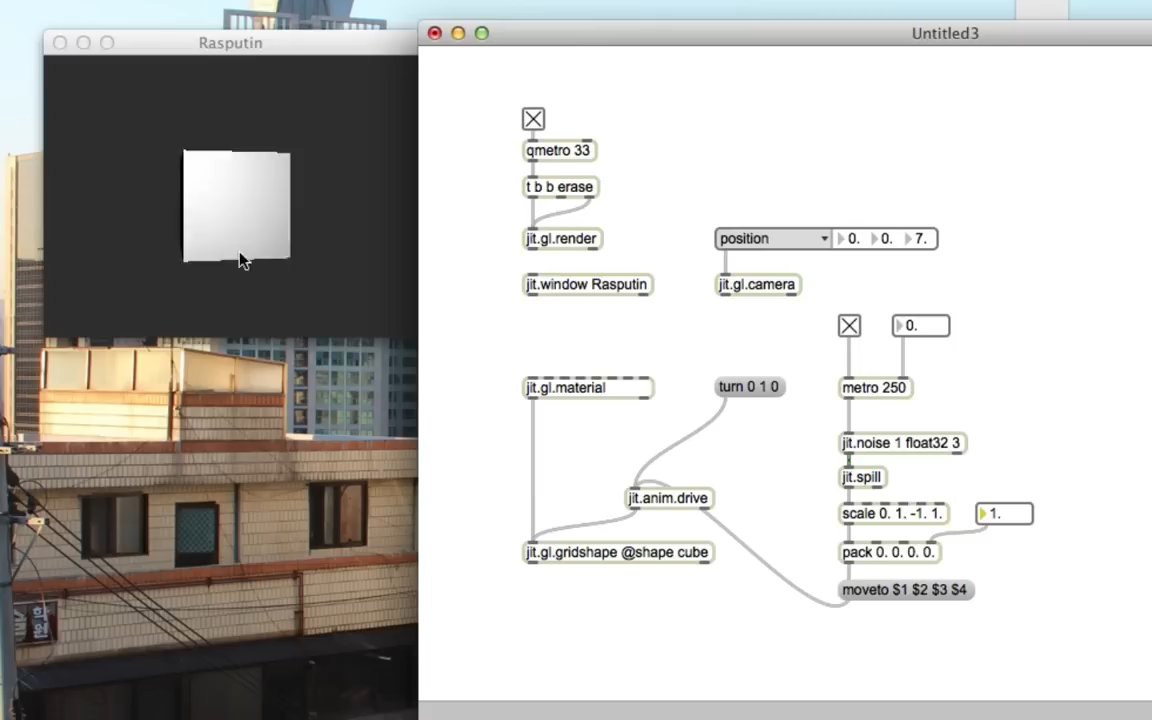 Rasputin
Untitled3
qmetro 33
t b b erase
jit.gl.render
position 0. 0. 7.
jit.window Rasputin
jit.gl.camera
0.
jit.gl.material
turn 0 1 0
metro 250
jit.noise 1 float32 3
jit.spill
jit.anim.drive
scale 0. 1. -1. 1.
1.
jit.gl.gridshape @shape cube
pack 0. 0. 0. 0.
moveto $1 $2 $3 $4